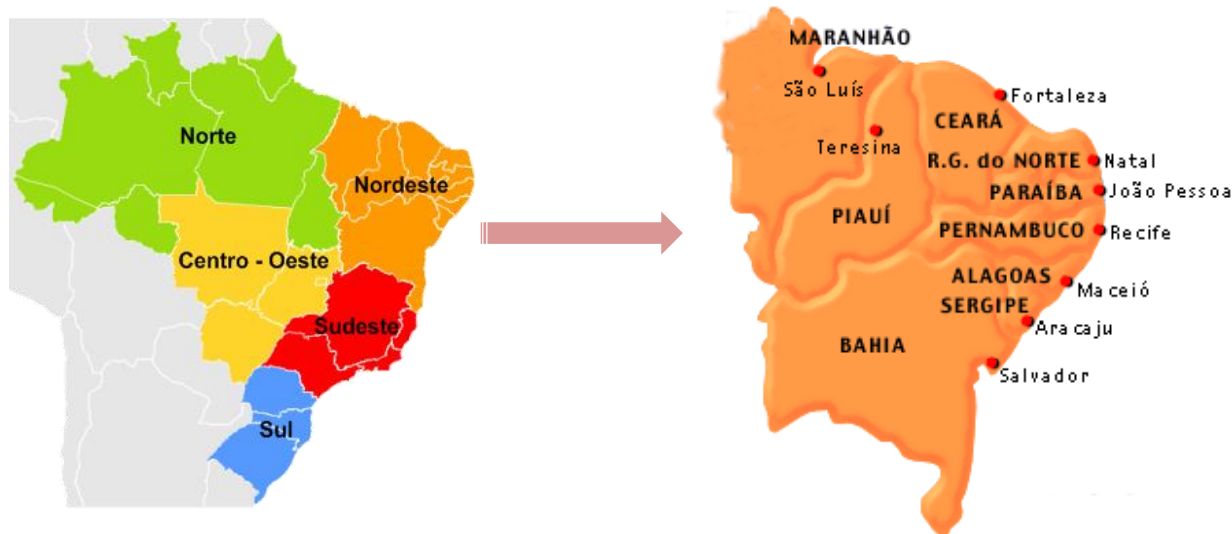 Norte
Nordeste
Centro - Oeste
Sudeste
Sul
MARANHÃO
São Luís
Fortaleza
CEARÁ
Teresina
R.G. do NORTE
Natal
PARAÍBA
João Pessoa
PIAUÍ
PERNAMBUCO
Recife
ALAGOAS
Maceió
SERGIPE
Aracaju
BAHIA
Salvador